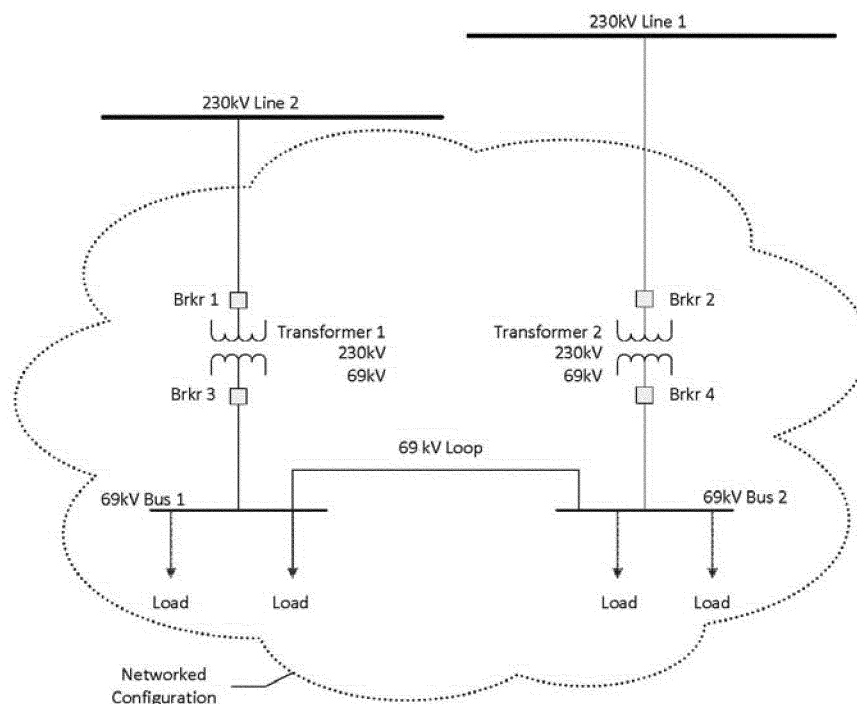 230kV Line 1
230kV Line 2
Brkr 1
Transformer 1
230kV
69kV
Brkr 3
Transformer 2
230kV
69kV
Brkr 2
Brkr 4
69 kV Loop
69kV Bus 1
69kV Bus 2
Load
Load
Load
Load
Networked
Configuration